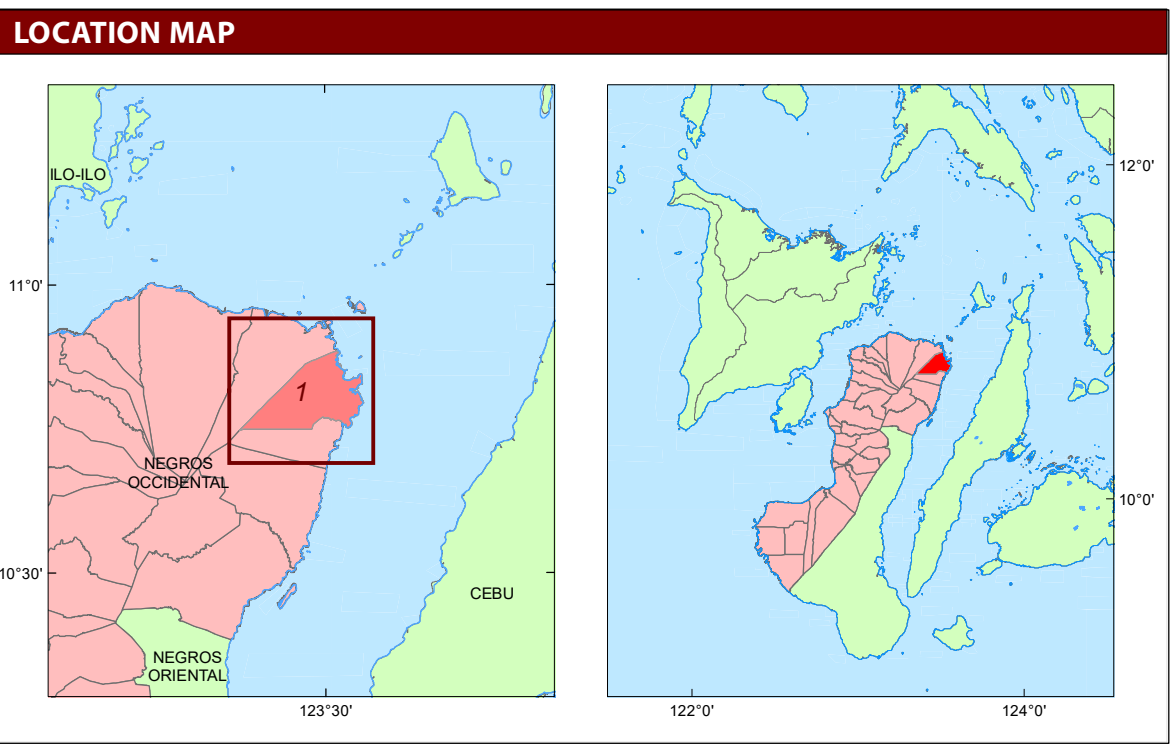 LOCATION MAP
ILO-ILO
11°0'
1
NEGROS
OCCIDENTAL
10°30'
CEBU
NEGROS
ORIENTAL
123°30'
12°0'
10°0'
122°0'
124°0'